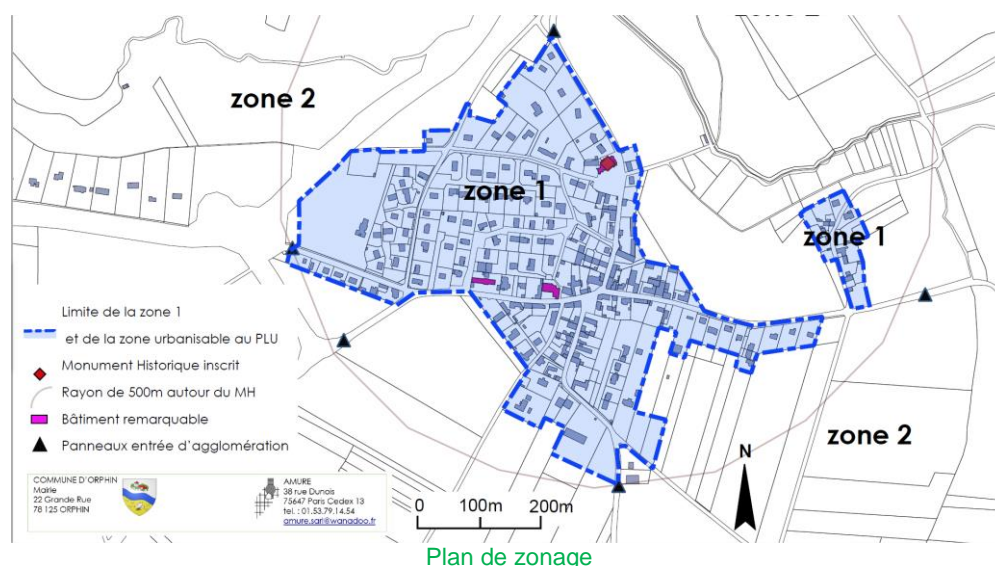 zone 2
zone 2
zone 1
zone 1
Limite de la zone 1
et de la zone urbanisable au PLU
Monument Historique inscrit
Rayon de 500m autour du MH
Bâtiment remarquable
Panneaux entrée d'agglomération
zone 2
COMMUNE D'ORPHIN
Mairie
22 Grande Rue
78 125 ORPHIN
AMURE
38 rue Dunois
75647 Paris Cedex 13
tel. : 01.53.79.14.54
amure.sarl@wanadoo.fr
0 100m 200m
N
Plan de zonage